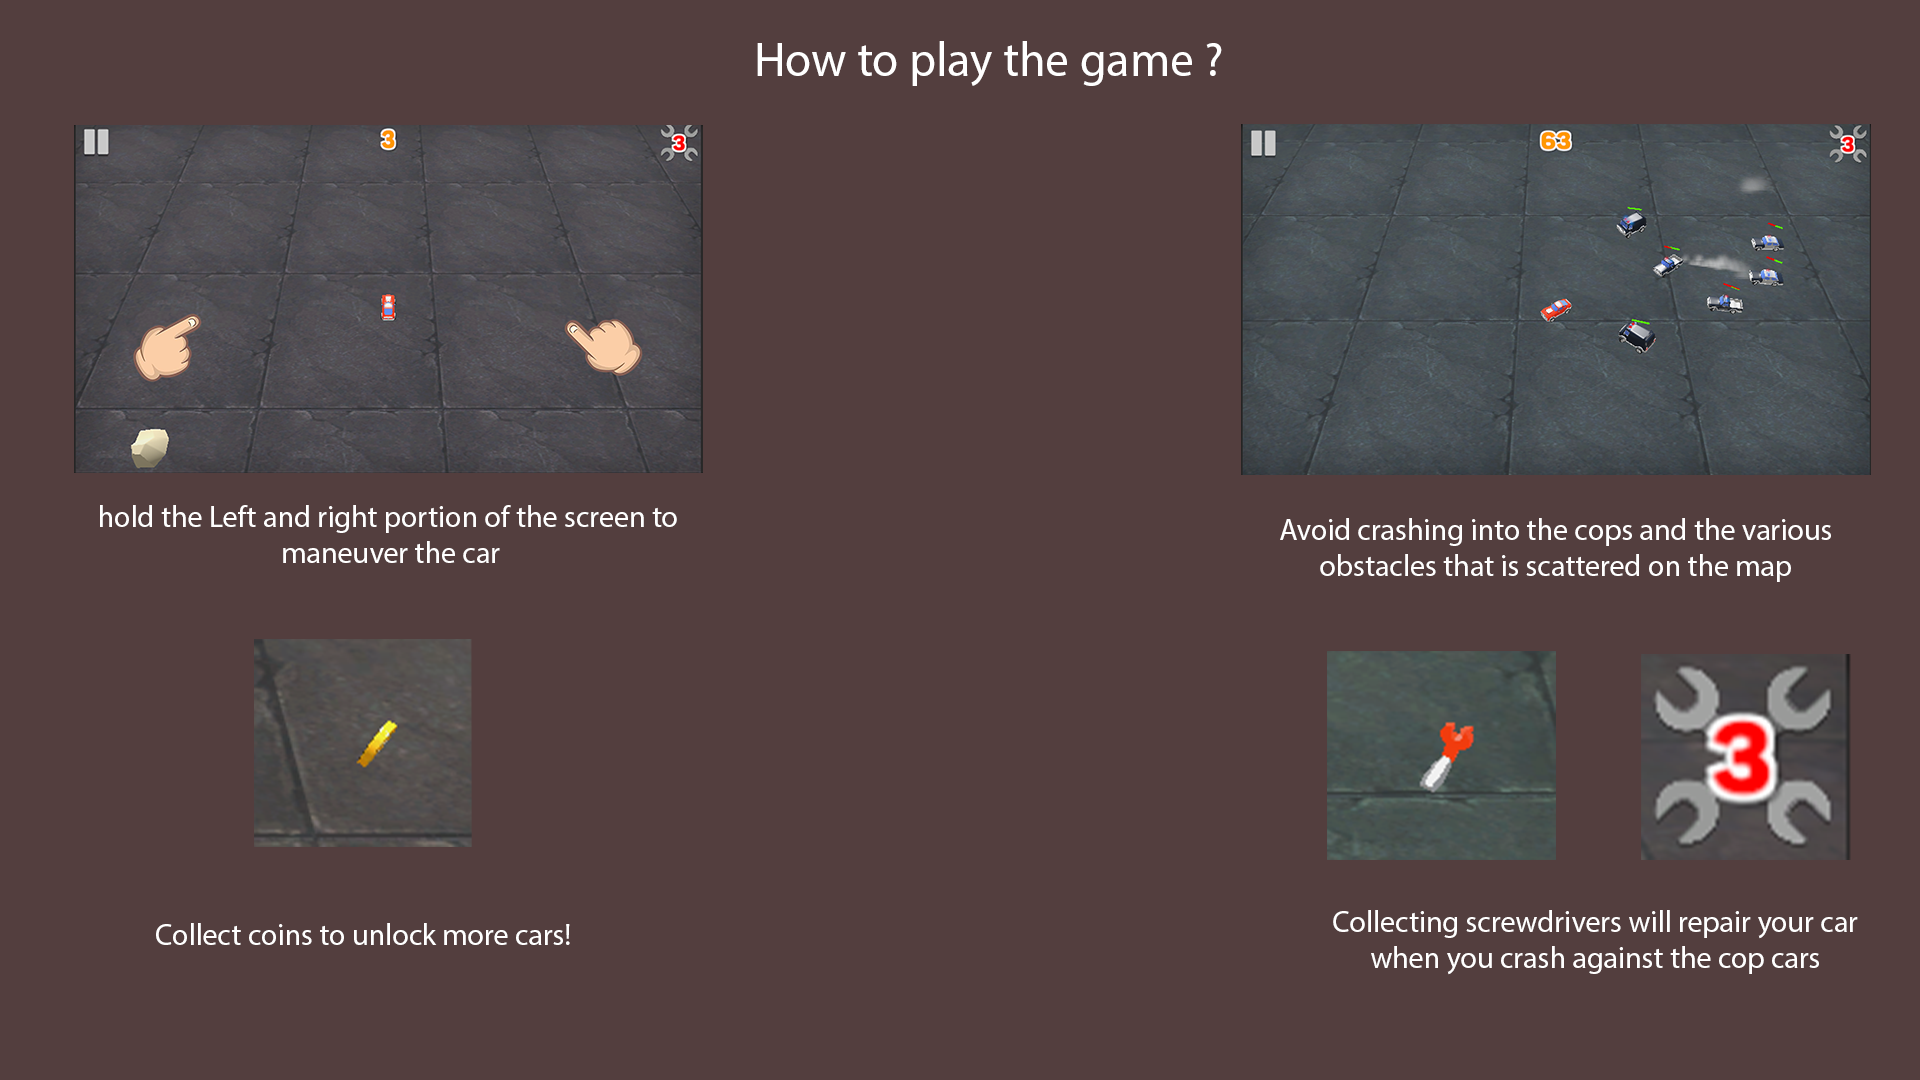 How to play the game ?
3
3
63
3
hold the Left and right portion of the screen to
maneuver the car
Avoid crashing into the cops and the various
obstacles that is scattered on the map
3
Collect coins to unlock more cars!
Collecting screwdrivers will repair your car
when you crash against the cop cars